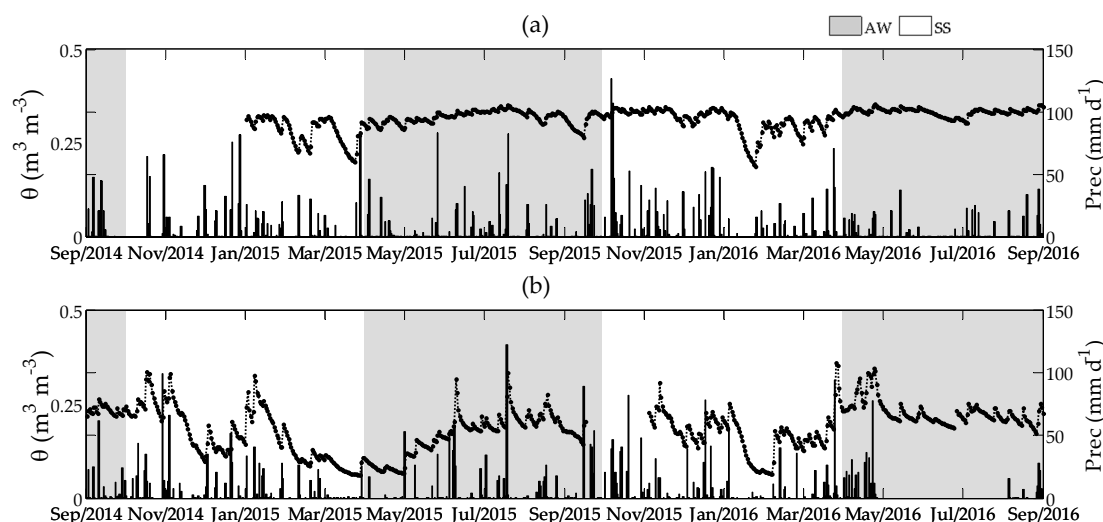 (a)
AW SS
0.5 150
θ (m³ m⁻³) Prec (mm d⁻¹)
100
0.25
50
0 0
Sep/2014 Nov/2014 Jan/2015 Mar/2015 May/2015 Jul/2015 Sep/2015 Nov/2015 Jan/2016 Mar/2016 May/2016 Jul/2016 Sep/2016
(b)
0.5 150
θ (m³ m⁻³) Prec (mm d⁻¹)
100
0.25
50
0 0
Sep/2014 Nov/2014 Jan/2015 Mar/2015 May/2015 Jul/2015 Sep/2015 Nov/2015 Jan/2016 Mar/2016 May/2016 Jul/2016 Sep/2016